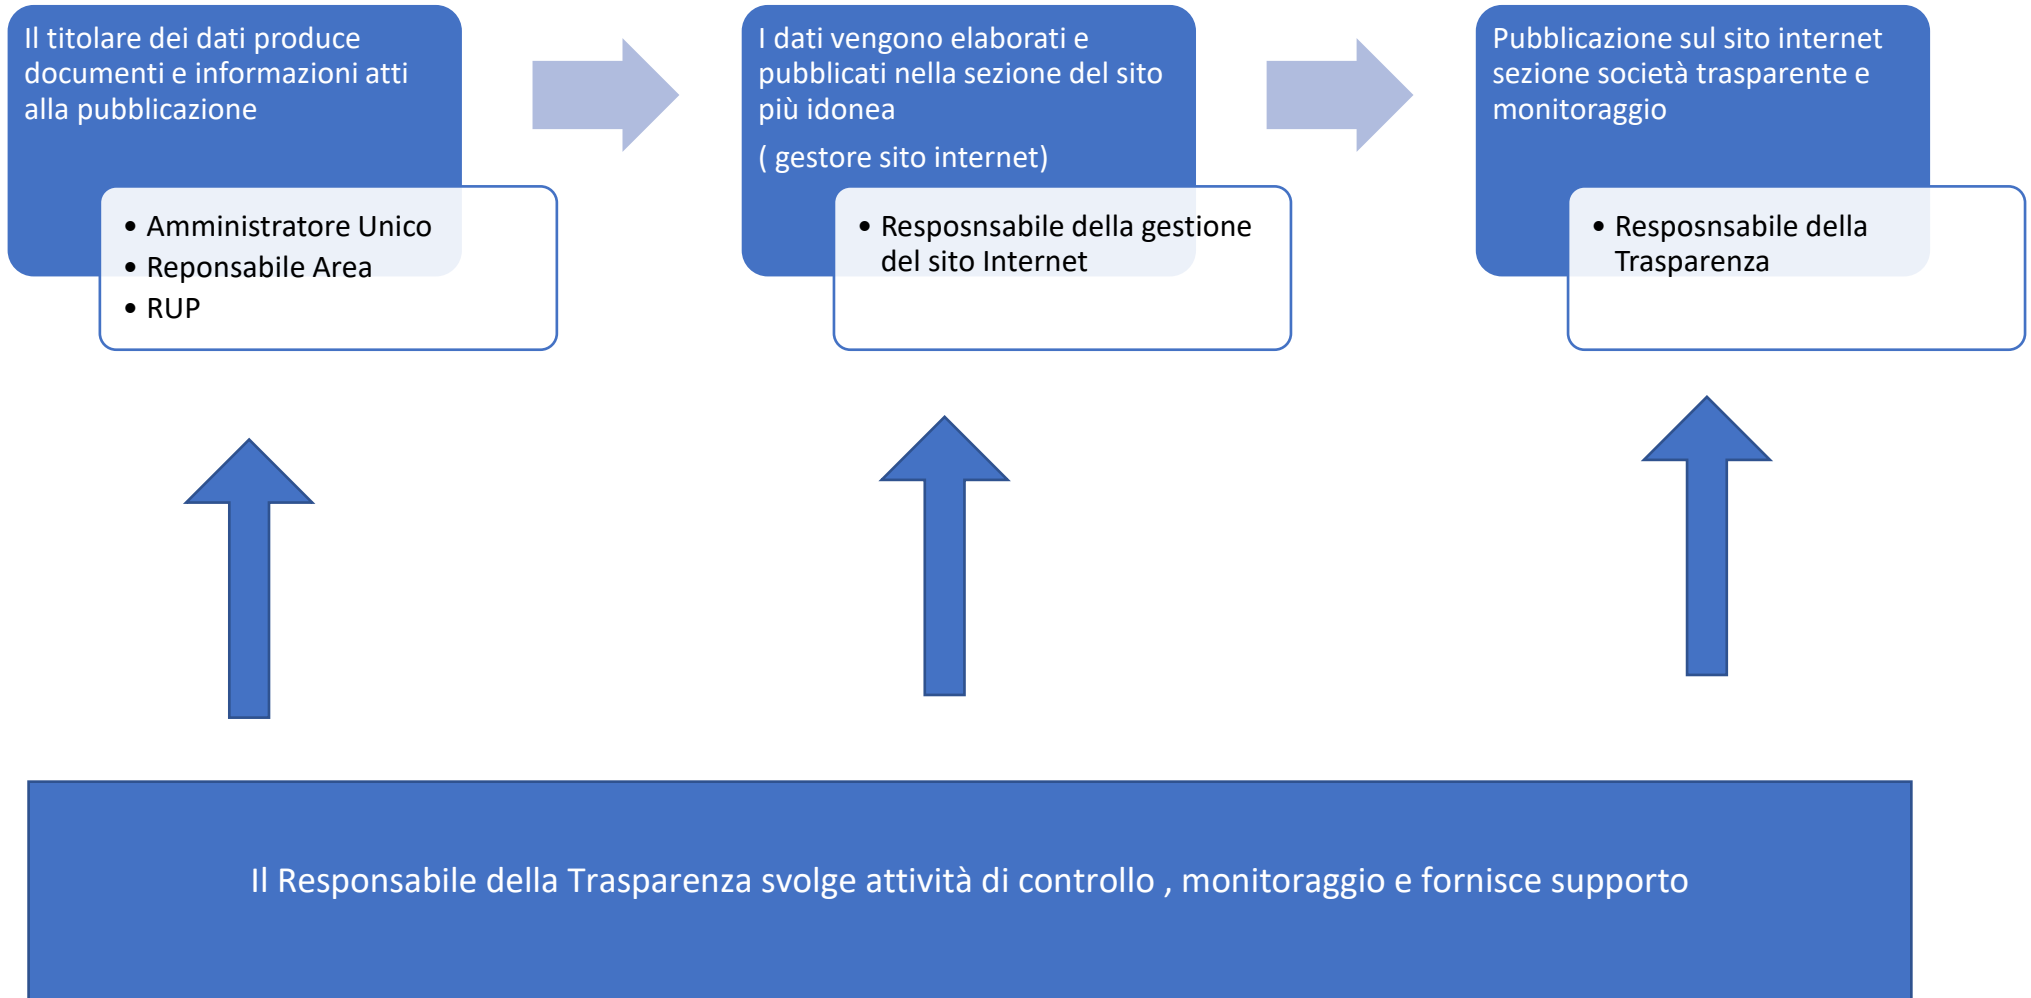 Il titolare dei dati produce
documenti e informazioni atti
alla pubblicazione
• Amministratore Unico
• Reponsabile Area
• RUP
I dati vengono elaborati e
pubblicati nella sezione del sito
più idonea
( gestore sito internet)
• Resposnsabile della gestione
del sito Internet
Pubblicazione sul sito internet
sezione società trasparente e
monitoraggio
• Resposnsabile della
Trasparenza
Il Responsabile della Trasparenza svolge attività di controllo , monitoraggio e fornisce supporto